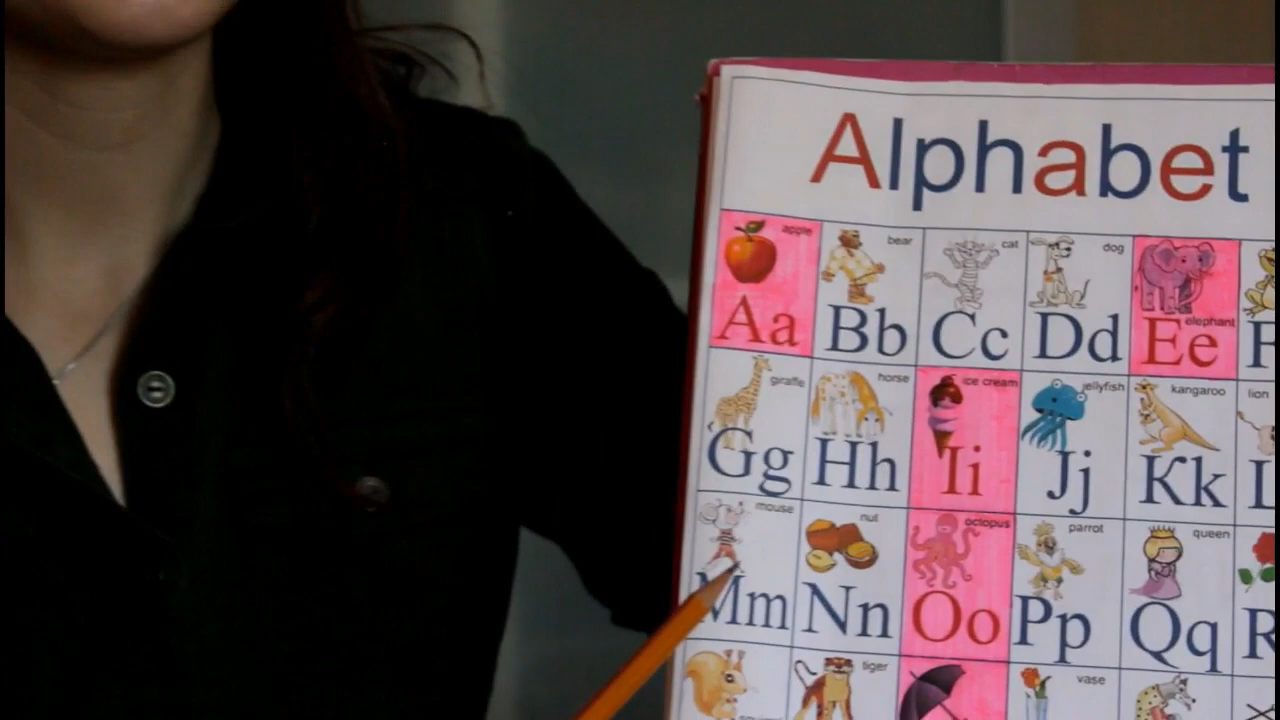 Alphabet
apple bear cat dog
Aa Bb Cc Dd Ee elephant F
giraffe horse ice cream jellyfish kangaroo lion
Gg Hh Ii Jj Kk L
mouse nut octopus parrot queen
Mm Nn Oo Pp Qq R
tiger vase